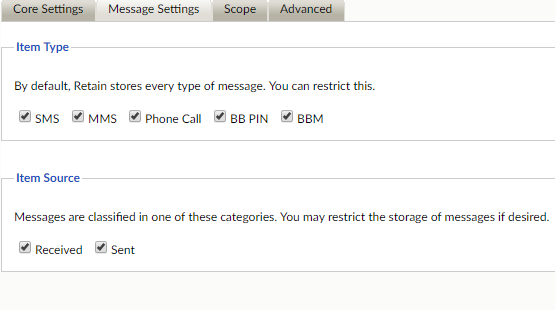 Core Settings Message Settings Scope Advanced
Item Type
By default, Retain stores every type of message. You can restrict this.
SMS MMS Phone Call BB PIN BBM
Item Source
Messages are classified in one of these categories. You may restrict the storage of messages if desired.
Received Sent